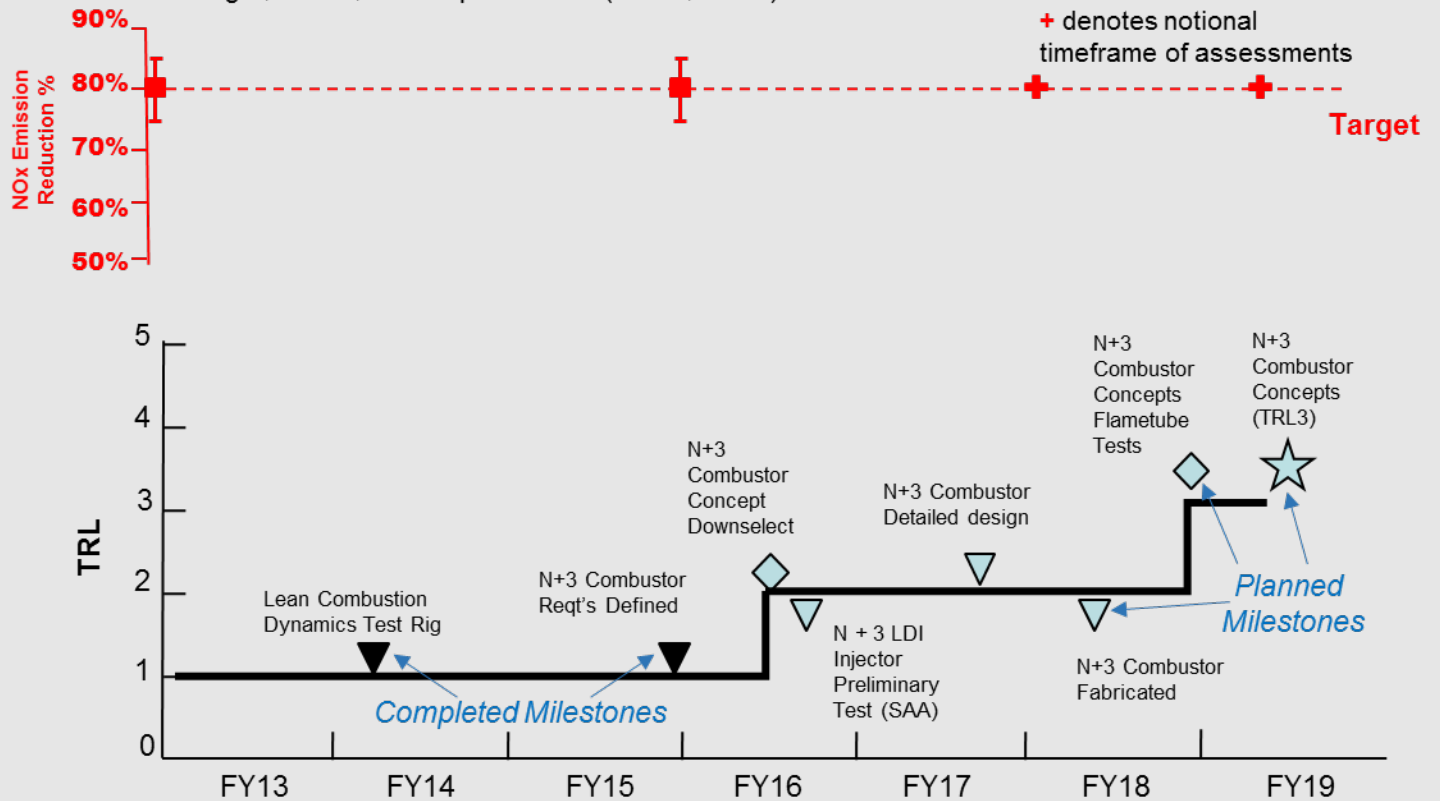 90%
80%
70%
60%
50%
NOx Emission
Reduction %
+ denotes notional
timeframe of assessments
Target
5
4
3
2
1
0
TRL
Lean Combustion
Dynamics Test Rig
N+3 Combustor
Reqt's Defined
Completed Milestones
N+3
Combustor
Concept
Downselect
N + 3 LDI
Injector
Preliminary
Test (SAA)
N+3 Combustor
Detailed design
N+3
Combustor
Concepts
Flametube
Tests
N+3
Combustor
Concepts
(TRL3)
Planned
Milestones
N+3 Combustor
Fabricated
FY13
FY14
FY15
FY16
FY17
FY18
FY19